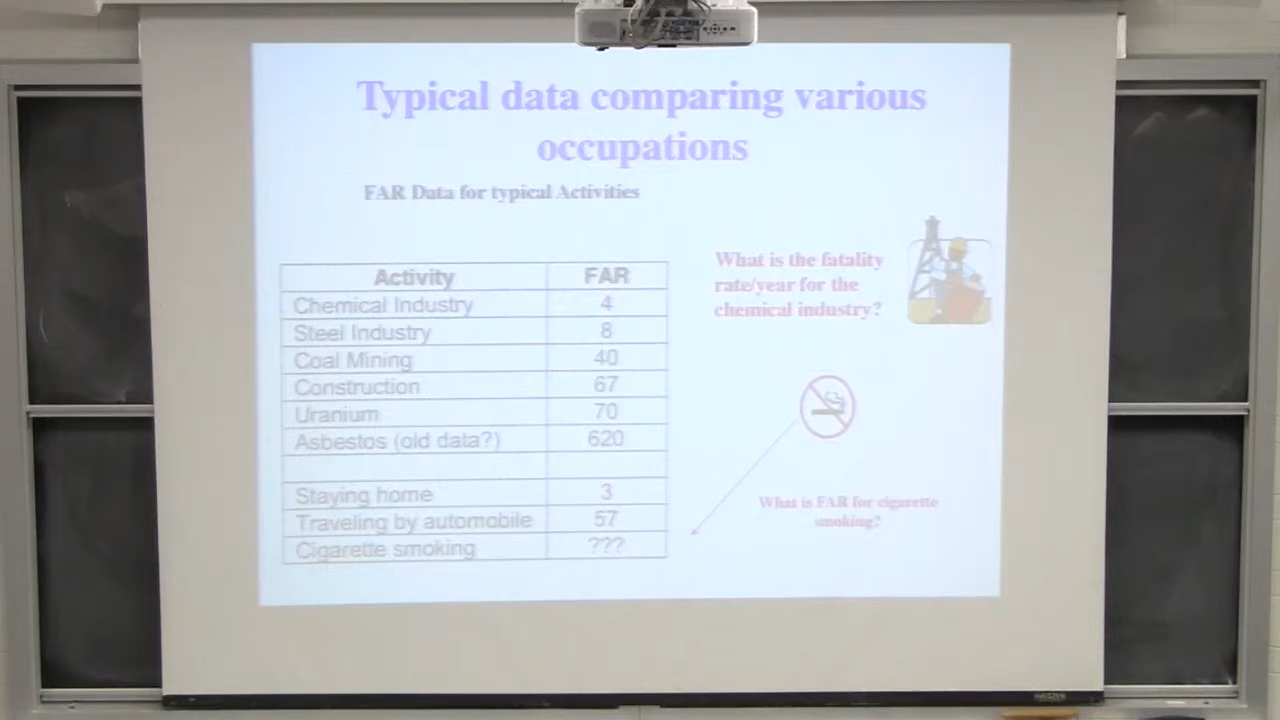 Typical data comparing various
occupations
FAR Data for typical Activities
Activity FAR
Chemical Industry 4
Steel Industry 8
Coal Mining 40
Construction 67
Uranium 70
Asbestos (old data?) 620
Staying home 3
Traveling by automobile 57
Cigarette smoking ???
What is the fatality
rate/year for the
chemical industry?
What is FAR for cigarette
smoking?